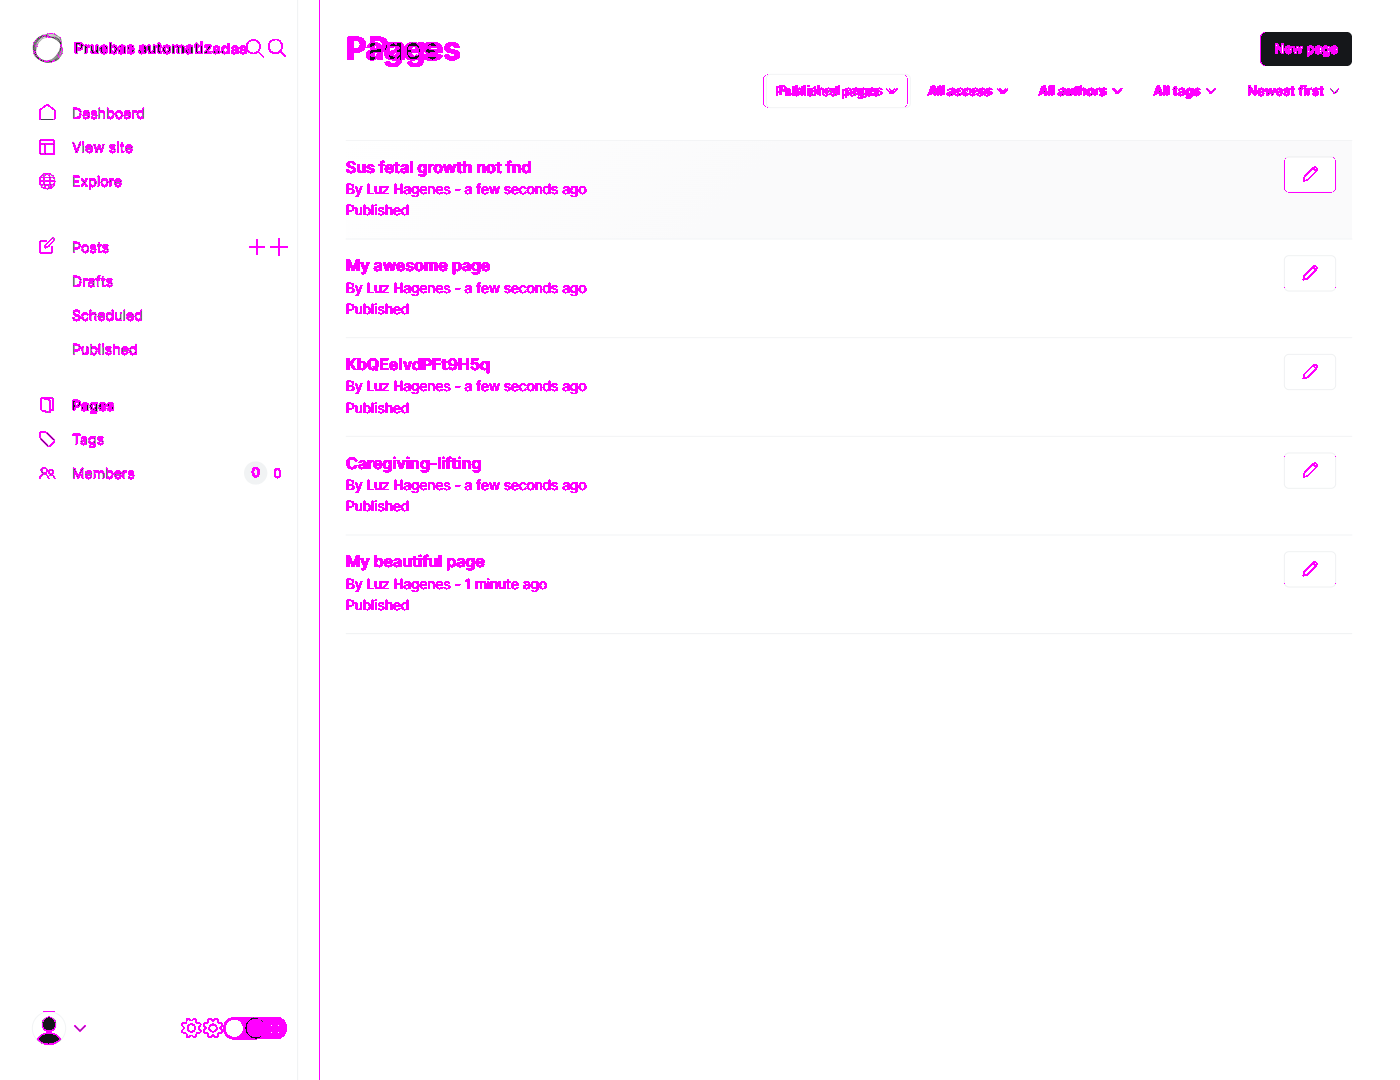 Pruebas automatizadas
Dashboard
View site
Explore
Posts
Drafts
Scheduled
Published
Pages
Tags
Members 0 0
Pages
New page
Published pages All access All authors All tags Newest first
Sus fetal growth not fnd
By Luz Hagenes - a few seconds ago
Published
My awesome page
By Luz Hagenes - a few seconds ago
Published
By Luz Hagenes - a few seconds ago
Published
Caregiving-lifting
By Luz Hagenes - a few seconds ago
Published
My beautiful page
By Luz Hagenes - 1 minute ago
Published